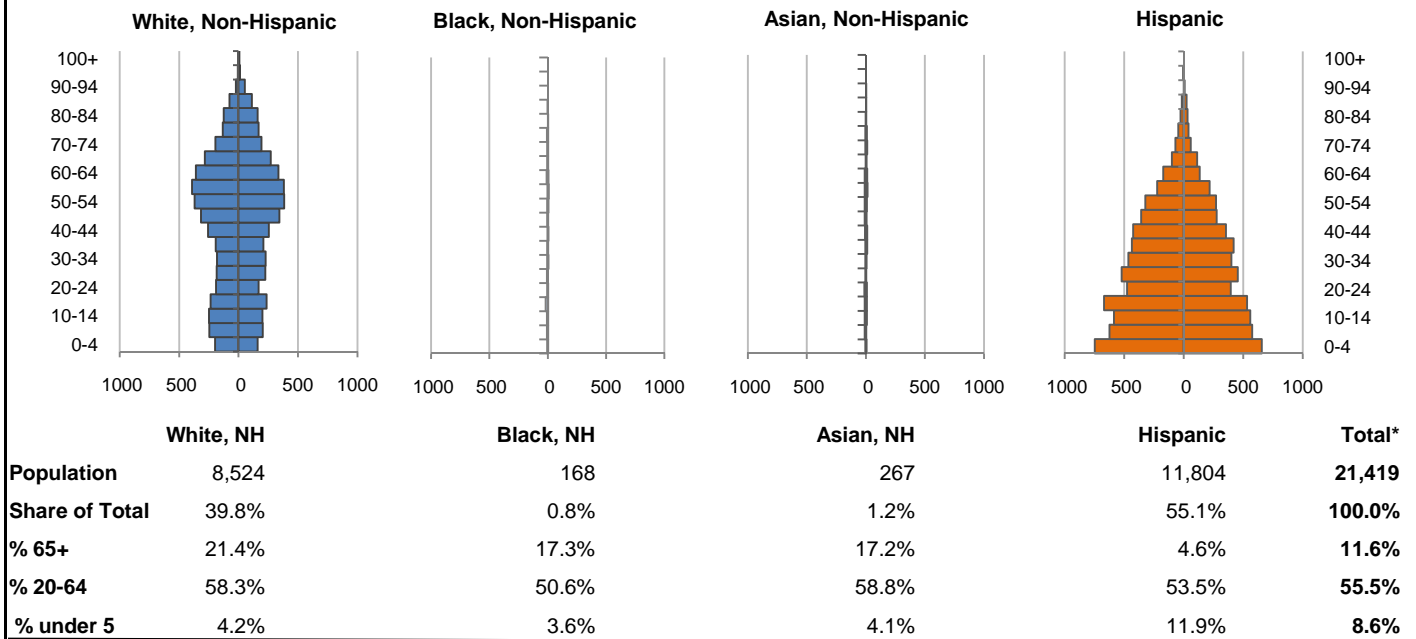 White, Non-Hispanic Black, Non-Hispanic Asian, Non-Hispanic Hispanic
100+ 100+
90-94 90-94
80-84 80-84
70-74 70-74
60-64 60-64
50-54 50-54
40-44 40-44
30-34 30-34
20-24 20-24
10-14 10-14
0-4 0-4
1000 500 0 500 1000 1000 500 0 500 1000 1000 500 0 500 1000 1000 500 0 500 1000
White, NH Black, NH Asian, NH Hispanic Total*
Population 8,524 168 267 11,804 21,419
Share of Total 39.8% 0.8% 1.2% 55.1% 100.0%
% 65+ 21.4% 17.3% 17.2% 4.6% 11.6%
% 20-64 58.3% 50.6% 58.8% 53.5% 55.5%
% under 5 4.2% 3.6% 4.1% 11.9% 8.6%